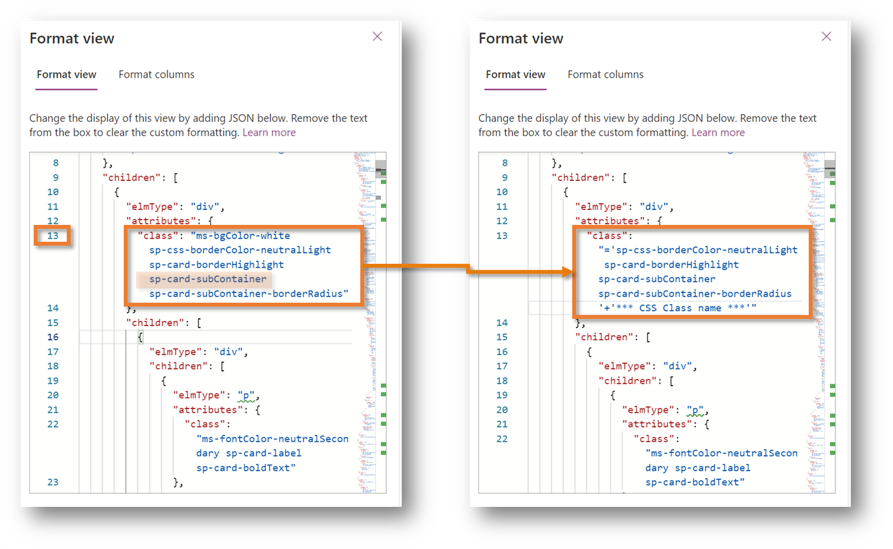 Format view
Format view Format columns
Change the display of this view by adding JSON below. Remove the text
from the box to clear the custom formatting. Learn more
8 },
9 "children": [
10 {
11 "elmType": "div",
12 "attributes": {
13 "class": "ms-bgColor-white
sp-css-borderColor-neutralLight
sp-card-borderHighlight
sp-card-subContainer
sp-card-subContainer-borderRadius"
14 },
15 "children": [
16 {
17 "elmType": "div",
18 "children": [
19 {
20 "elmType": "p",
21 "attributes": {
22 "class":
"ms-fontColor-neutralSecon
dary sp-card-label
sp-card-boldText"
23 },
Format view
Format view Format columns
Change the display of this view by adding JSON below. Remove the text
from the box to clear the custom formatting. Learn more
8 },
9 "children": [
10 {
11 "elmType": "div",
12 "attributes": {
13 "class":
"='sp-css-borderColor-neutralLight
sp-card-borderHighlight
sp-card-subContainer
sp-card-subContainer-borderRadius
'+'*** CSS Class name ***'"
14 },
15 "children": [
16 {
17 "elmType": "div",
18 "children": [
19 {
20 "elmType": "p",
21 "attributes": {
22 "class":
"ms-fontColor-neutralSecon
dary sp-card-label
sp-card-boldText"